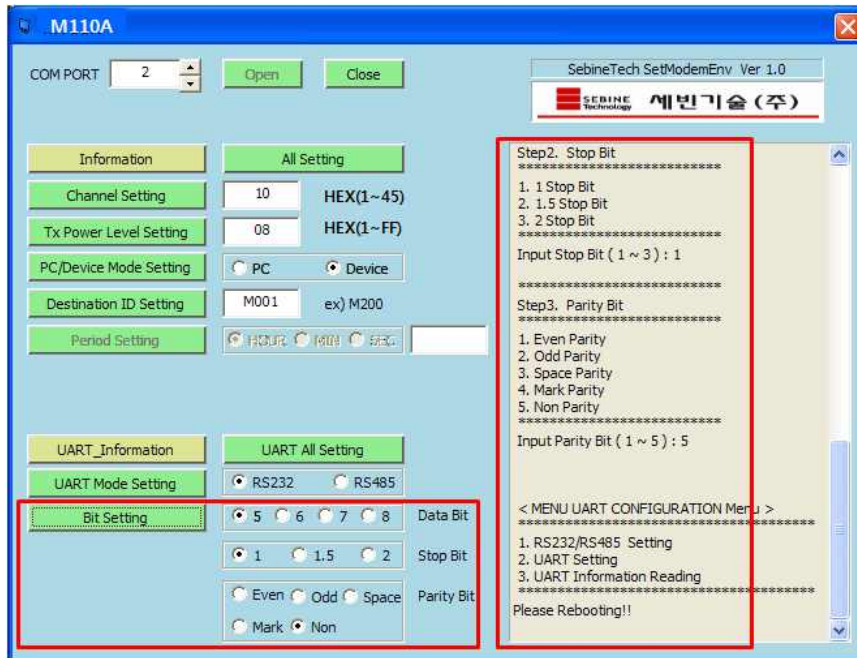 M110A
COM PORT 2 Open Close
SebineTech SetModemEnv Ver 1.0
SEBINE Technology 세빈기술(주)
Information All Setting
Channel Setting 10 HEX(1~45)
Tx Power Level Setting 08 HEX(1~FF)
PC/Device Mode Setting PC Device
Destination ID Setting M001 ex) M200
Period Setting HOUR MIN SEC
UART_Information UART All Setting
UART Mode Setting RS232 RS485
Bit Setting 5 6 7 8 Data Bit
1 1.5 2 Stop Bit
Even Odd Space Parity Bit
Mark Non
Step2. Stop Bit
***************************
1. 1 Stop Bit
2. 1.5 Stop Bit
3. 2 Stop Bit
***************************
Input Stop Bit ( 1 ~ 3 ) : 1
***************************
Step3. Parity Bit
***************************
1. Even Parity
2. Odd Parity
3. Space Parity
4. Mark Parity
5. Non Parity
***************************
Input Parity Bit ( 1 ~ 5 ) : 5
< MENU UART CONFIGURATION Menu >
***************************************
1. RS232/RS485 Setting
2. UART Setting
3. UART Information Reading
***************************************
Please Rebooting!!